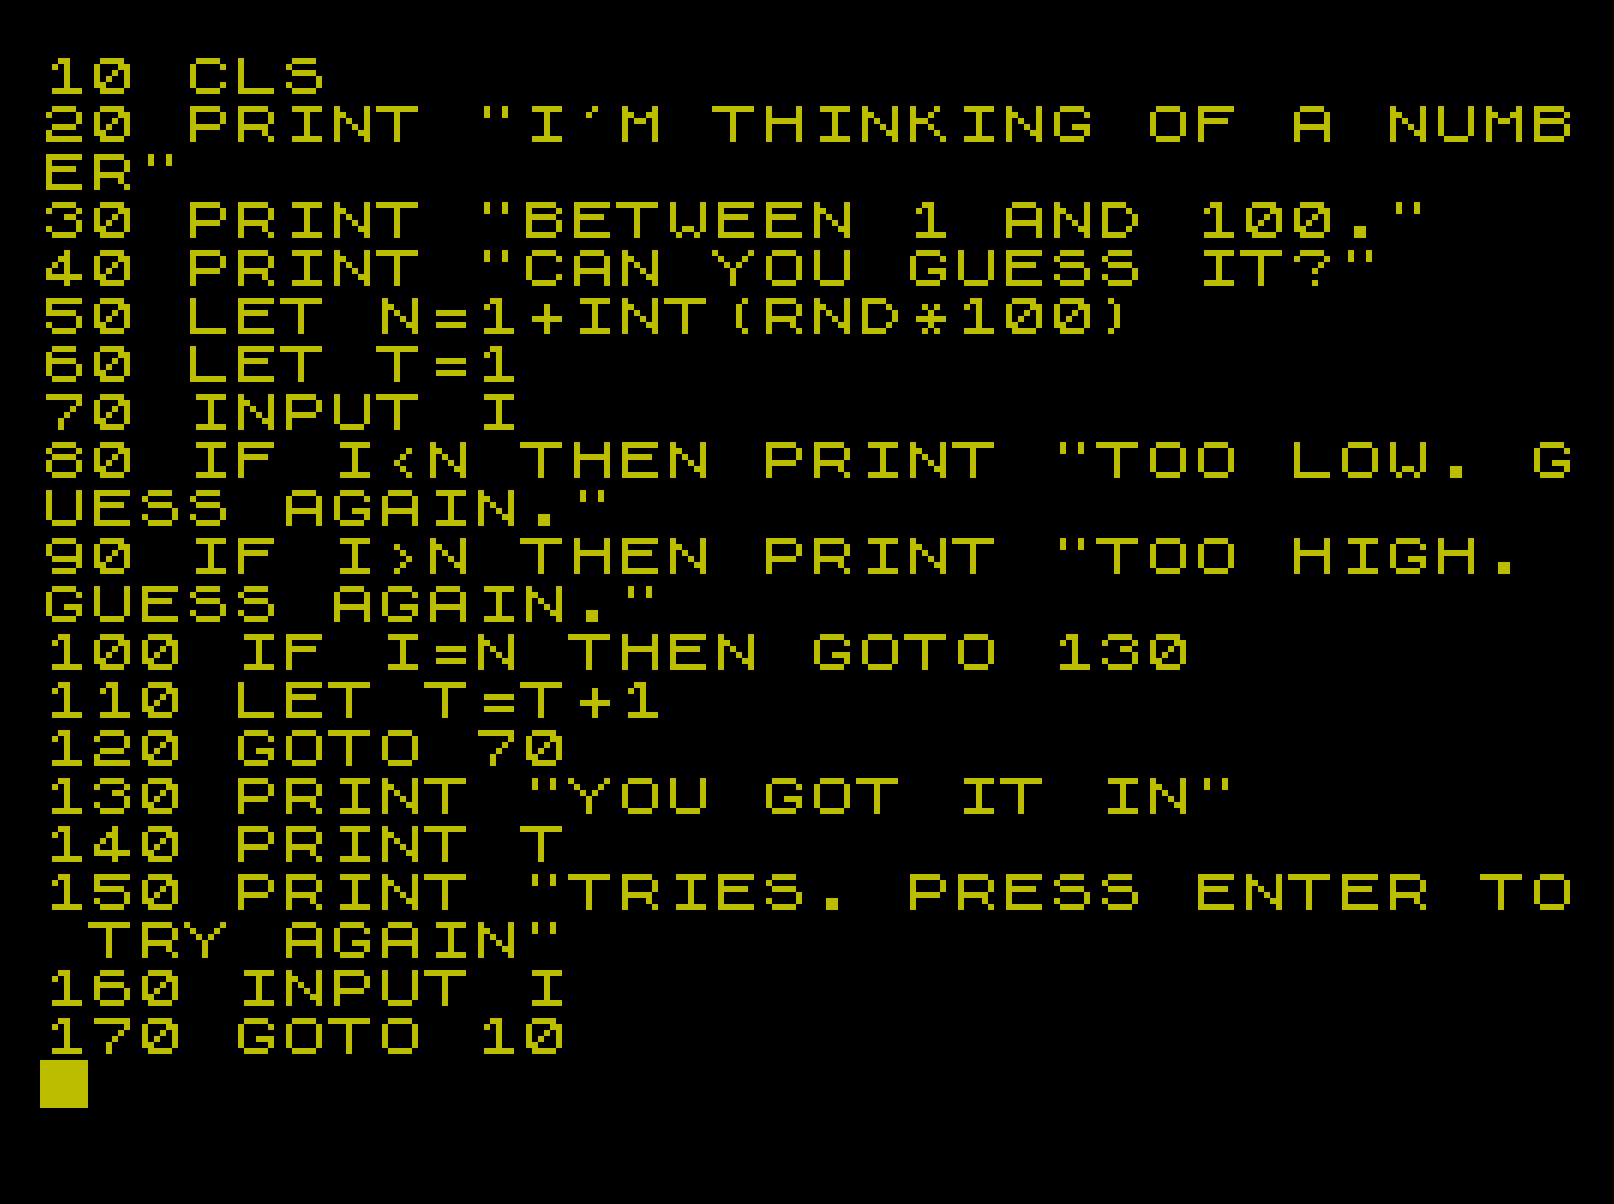 10 CLS
20 PRINT "I'M THINKING OF A NUMB
ER"
30 PRINT "BETWEEN 1 AND 100."
40 PRINT "CAN YOU GUESS IT?"
50 LET N=1+INT(RND*100)
60 LET T=1
70 INPUT I
80 IF I<N THEN PRINT "TOO LOW. G
UESS AGAIN."
90 IF I>N THEN PRINT "TOO HIGH.
GUESS AGAIN."
100 IF I=N THEN GOTO 130
110 LET T=T+1
120 GOTO 70
130 PRINT "YOU GOT IT IN"
140 PRINT T
150 PRINT "TRIES. PRESS ENTER TO
 TRY AGAIN"
160 INPUT I
170 GOTO 10